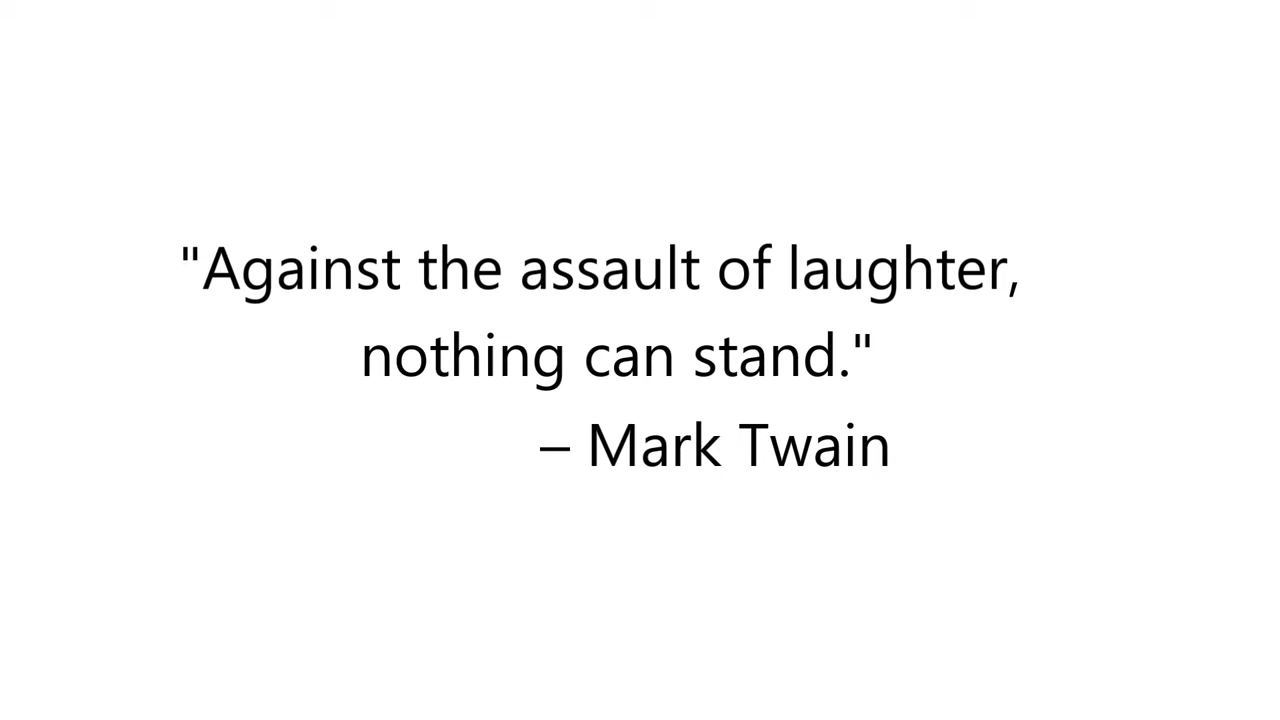 "Against the assault of laughter,
nothing can stand."
– Mark Twain